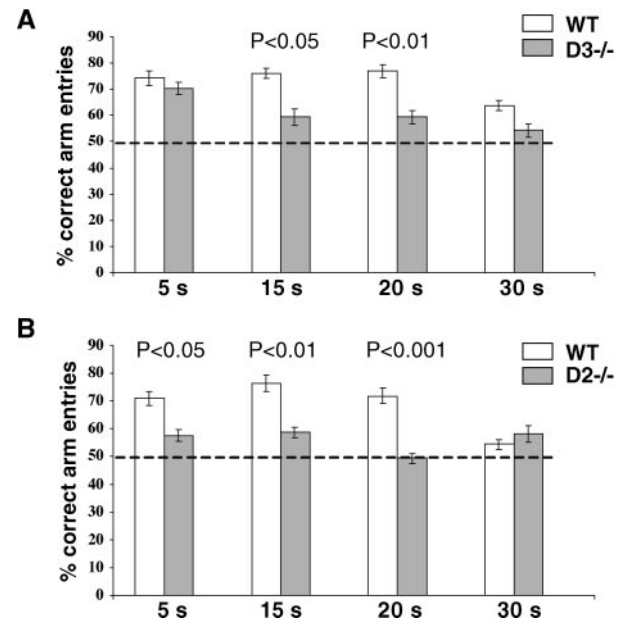 A
WT
D3-/-
P<0.05 P<0.01
% correct arm entries
90
80
70
60
50
40
30
20
10
0
5 s 15 s 20 s 30 s
B
WT
D2-/-
P<0.05 P<0.01 P<0.001
% correct arm entries
90
80
70
60
50
40
30
20
10
0
5 s 15 s 20 s 30 s